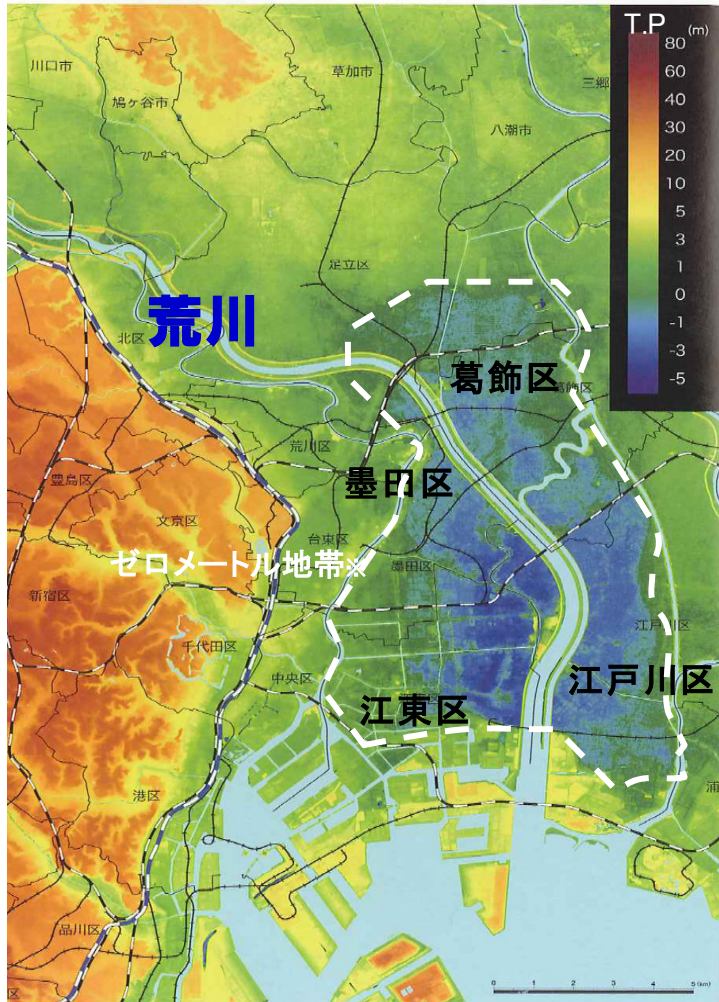 T.P (m)
80
60
40
30
20
10
5
3
1
0
-1
-3
-5
川口市
草加市
三郷
鳩ヶ谷市
八潮市
足立区
荒川
北区
葛飾区
葛飾区
荒川区
墨田区
豊島区
文京区
台東区
ゼロメートル地帯※
墨田区
新宿区
江戸川区
千代田区
中央区
江戸川区
江東区
港区
浦
品川区
区
0 1 2 3 4 5 (km)